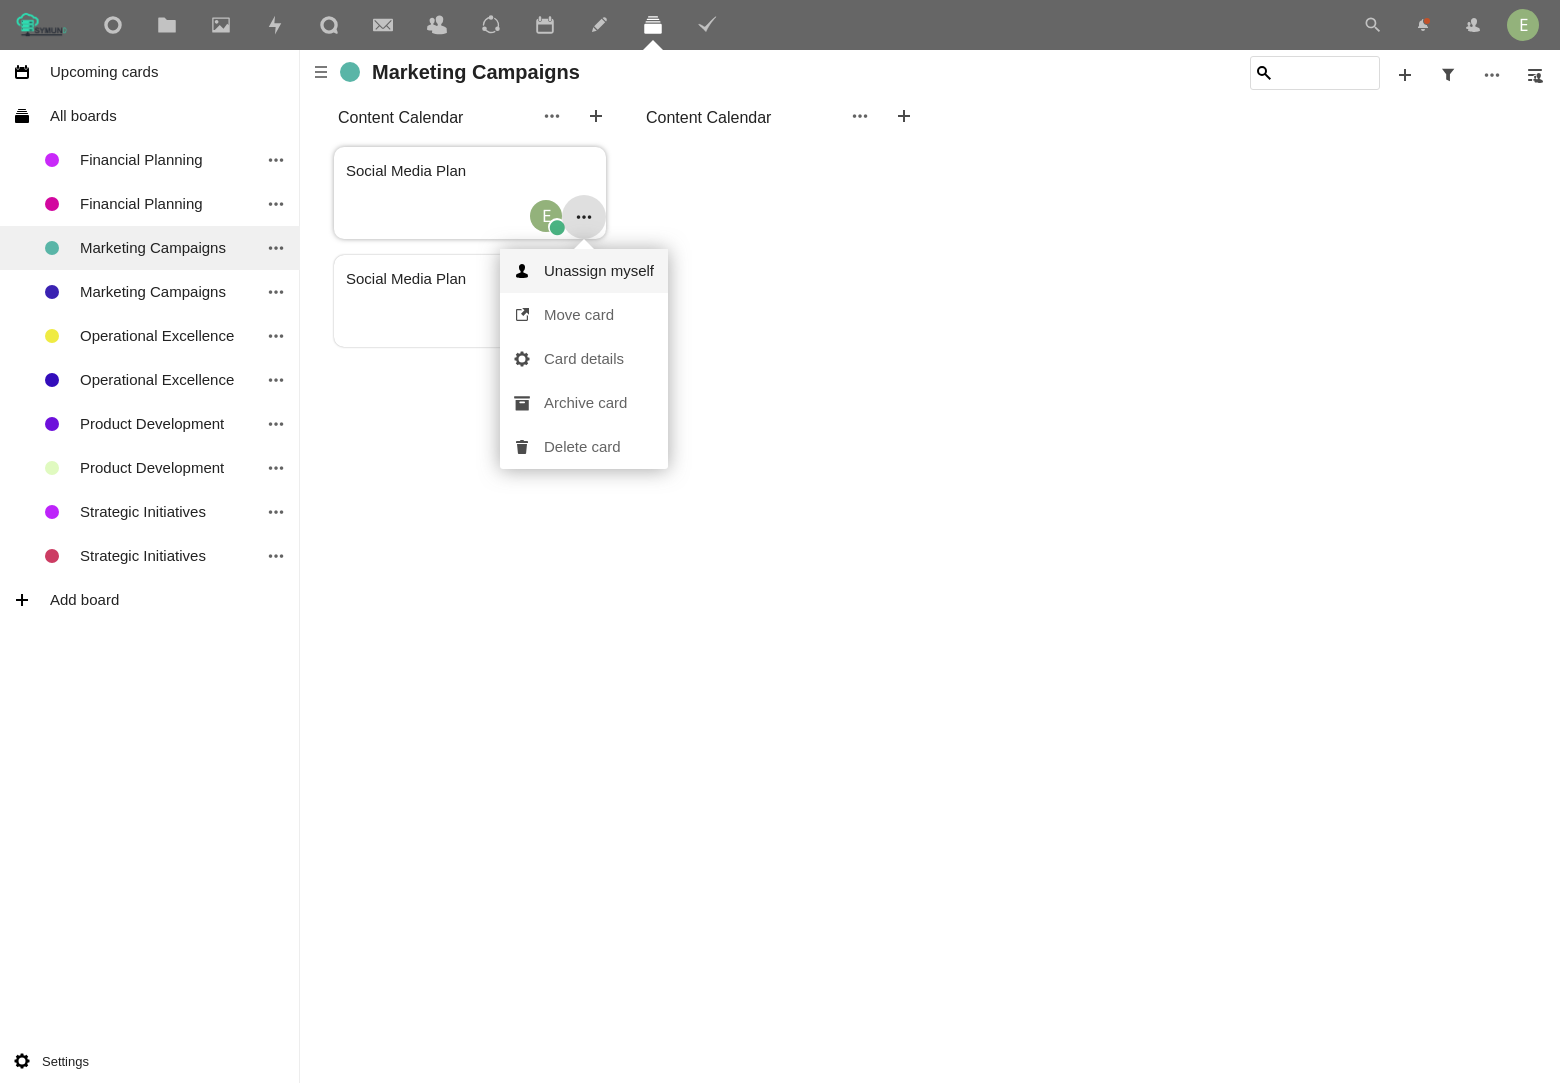 E
Upcoming cards
All boards
Financial Planning
Financial Planning
Marketing Campaigns
Marketing Campaigns
Operational Excellence
Operational Excellence
Product Development
Product Development
Strategic Initiatives
Strategic Initiatives
Add board
Settings
Marketing Campaigns
Content Calendar
Content Calendar
Social Media Plan
E
Social Media Plan
Unassign myself
Move card
Card details
Archive card
Delete card